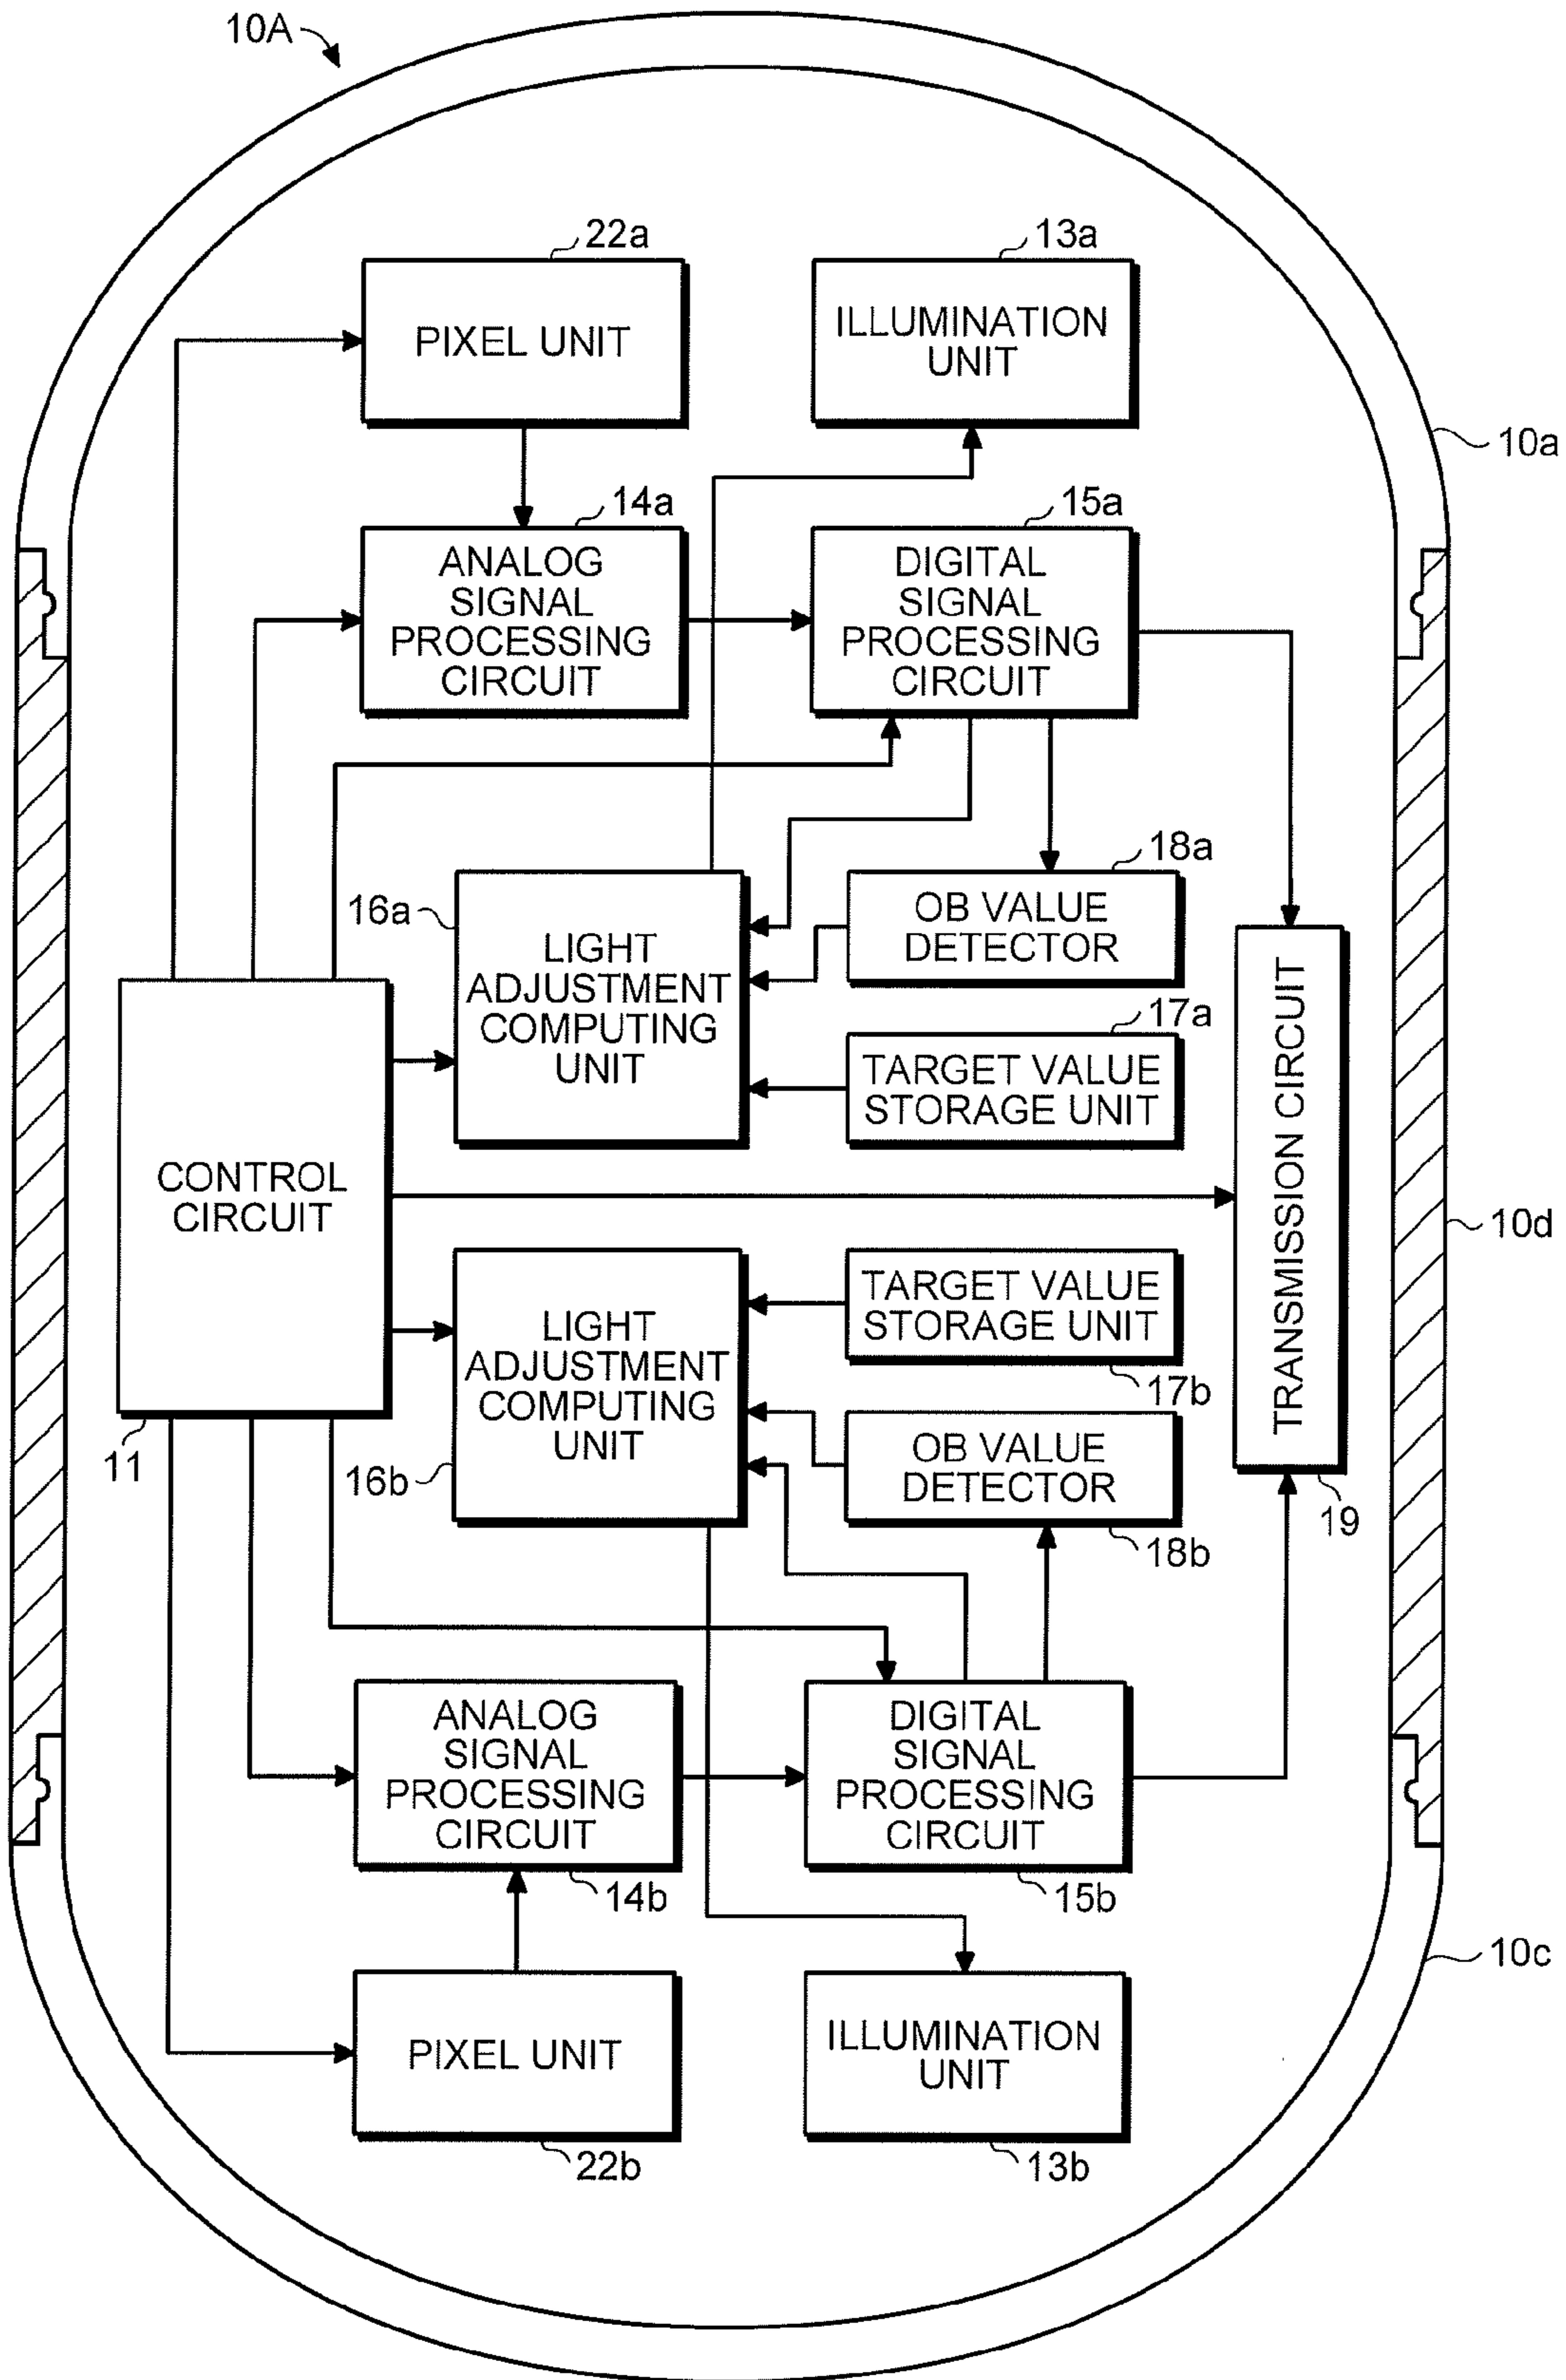 10A
22a
13a
PIXEL UNIT
ILLUMINATION
UNIT
10a
14a
15a
ANALOG
SIGNAL
PROCESSING
CIRCUIT
DIGITAL
SIGNAL
PROCESSING
CIRCUIT
18a
16a
OB VALUE
DETECTOR
LIGHT
ADJUSTMENT
COMPUTING
UNIT
17a
TARGET VALUE
STORAGE UNIT
CONTROL
CIRCUIT
TRANSMISSION CIRCUIT
10d
TARGET VALUE
STORAGE UNIT
LIGHT
ADJUSTMENT
COMPUTING
UNIT
17b
11
16b
OB VALUE
DETECTOR
19
18b
ANALOG
SIGNAL
PROCESSING
CIRCUIT
DIGITAL
SIGNAL
PROCESSING
CIRCUIT
14b
15b
10c
PIXEL UNIT
ILLUMINATION
UNIT
22b
13b